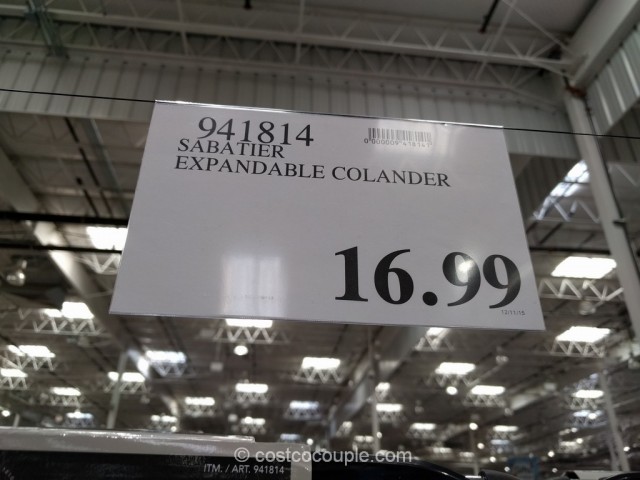 941814
SABATIER
EXPANDABLE COLANDER
16.99
12/11/18
ITM. / ART. 941814
© costcocouple.com